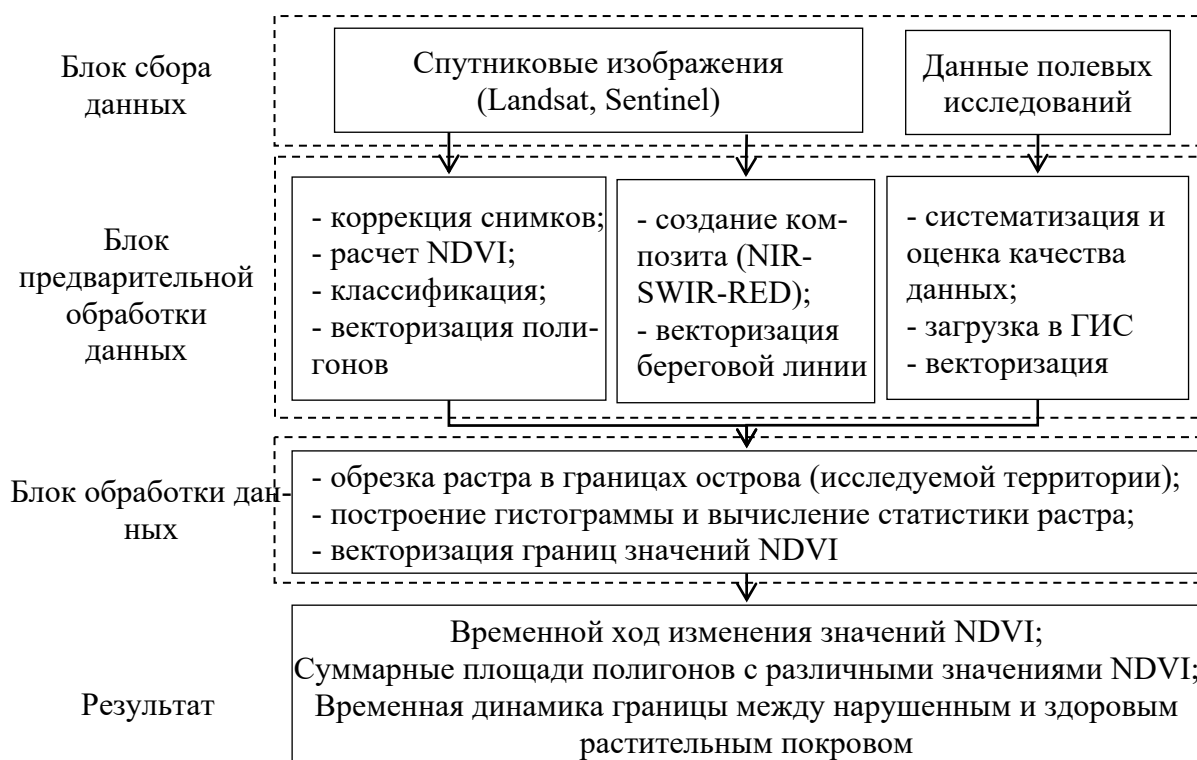 Блок сбора
данных
Спутниковые изображения
(Landsat, Sentinel)
Данные полевых
исследований
Блок
предварительной
обработки
данных
- коррекция снимков;
- расчет NDVI;
- классификация;
- векторизация поли-
гонов
- создание ком-
позита (NIR-
SWIR-RED);
- векторизация
береговой линии
- систематизация и
оценка качества
данных;
- загрузка в ГИС
- векторизация
Блок обработки дан-
ных
- обрезка растра в границах острова (исследуемой территории);
- построение гистограммы и вычисление статистики растра;
- векторизация границ значений NDVI
Результат
Временной ход изменения значений NDVI;
Суммарные площади полигонов с различными значениями NDVI;
Временная динамика границы между нарушенным и здоровым
растительным покровом